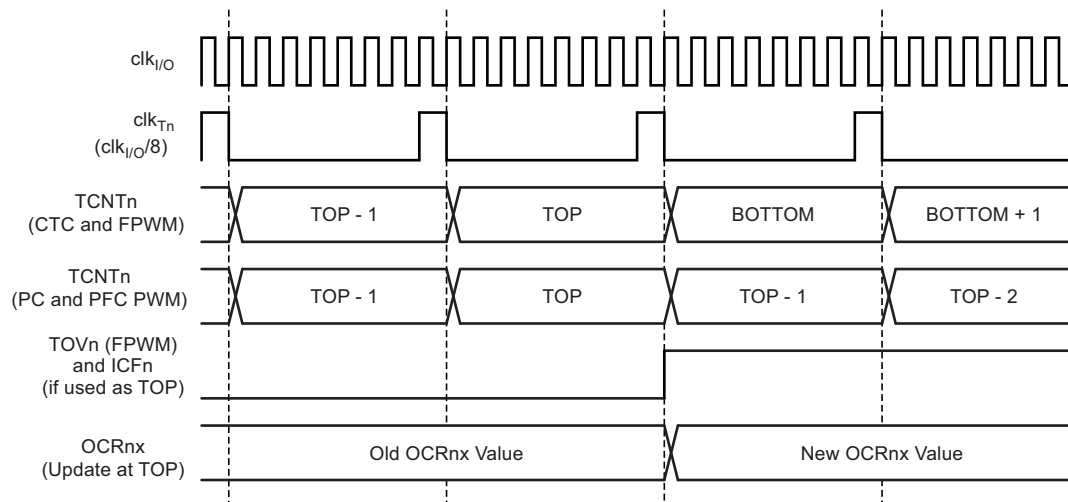 clkI/O
clkTn
(clkI/O/8)
TCNTn
(CTC and FPWM)
TOP - 1
TOP
BOTTOM
BOTTOM + 1
TCNTn
(PC and PFC PWM)
TOP - 1
TOP
TOP - 1
TOP - 2
TOVn (FPWM)
and ICFn
(if used as TOP)
OCRnx
(Update at TOP)
Old OCRnx Value
New OCRnx Value